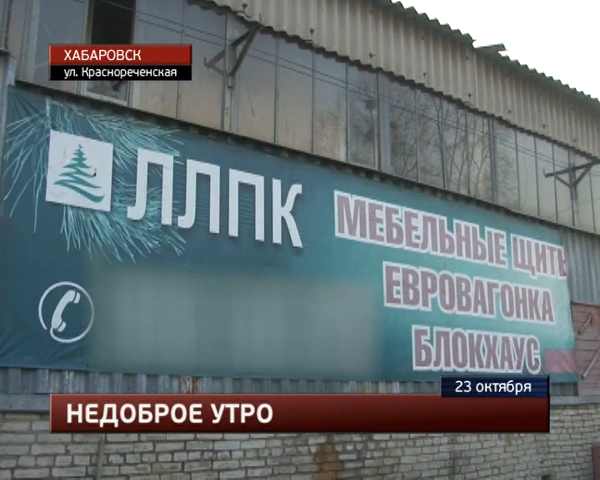 ХАБАРОВСК
ул. Краснореченская
ЛЛПК
МЕБЕЛЬНЫЕ ЩИТЫ
ЕВРОВАГОНКА
БЛОКХАУС
23 октября
НЕДОБРОЕ УТРО